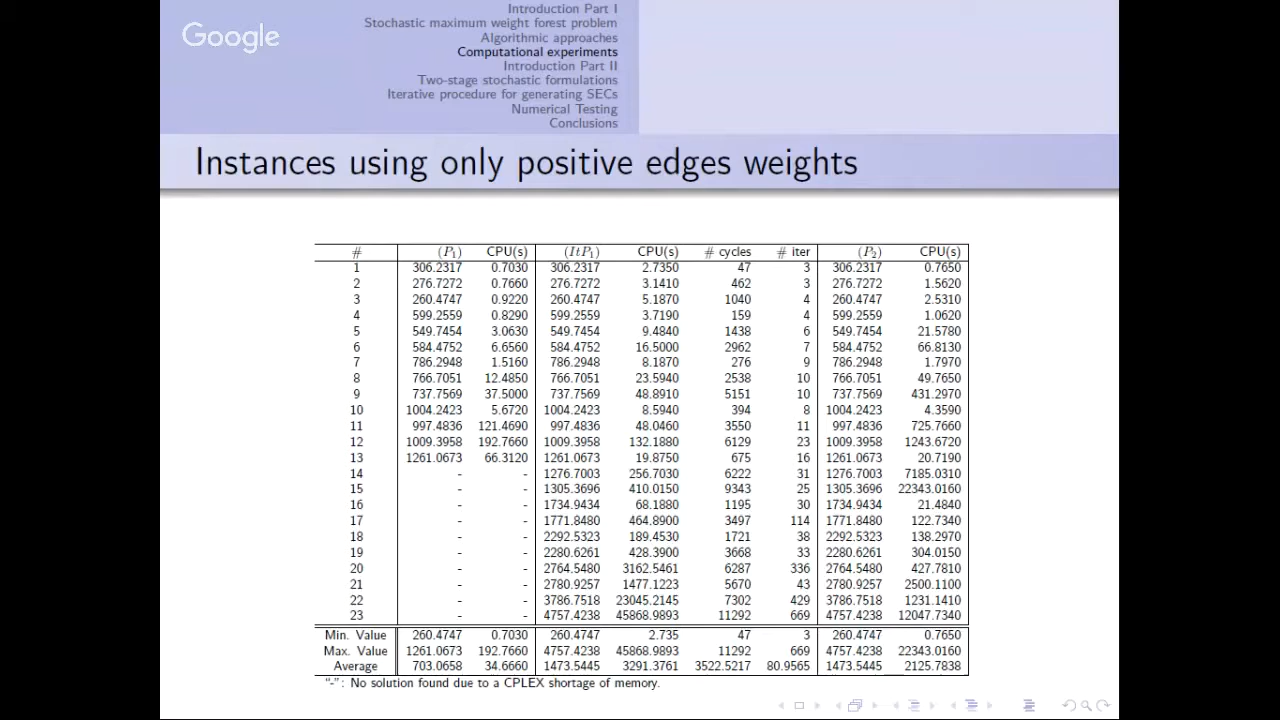 Google
Introduction Part I
Stochastic maximum weight forest problem
Algorithmic approaches
Computational experiments
Introduction Part II
Two-stage stochastic formulations
Iterative procedure for generating SECs
Numerical Testing
Conclusions
Instances using only positive edges weights
# (P1) CPU(s) (ItP1) CPU(s) # cycles # iter (P2) CPU(s)
1 306.2317 0.7030 306.2317 2.7350 47 3 306.2317 0.7650
2 276.7272 0.7660 276.7272 3.1410 462 3 276.7272 1.5620
3 260.4747 0.9220 260.4747 5.1870 1040 4 260.4747 2.5310
4 599.2559 0.8290 599.2559 3.7190 159 4 599.2559 1.0620
5 549.7454 3.0630 549.7454 9.4840 1438 6 549.7454 21.5780
6 584.4752 6.6560 584.4752 16.5000 2962 7 584.4752 66.8130
7 786.2948 1.5160 786.2948 8.1870 276 9 786.2948 1.7970
8 766.7051 12.4850 766.7051 23.5940 2538 10 766.7051 49.7650
9 737.7569 37.5000 737.7569 48.8910 5151 10 737.7569 431.2970
10 1004.2423 5.6720 1004.2423 8.5940 394 8 1004.2423 4.3590
11 997.4836 121.4690 997.4836 48.0460 3550 11 997.4836 725.7660
12 1009.3958 192.7660 1009.3958 132.1880 6129 23 1009.3958 1243.6720
13 1261.0673 66.3120 1261.0673 19.8750 675 16 1261.0673 20.7190
14 - - 1276.7003 256.7030 6222 31 1276.7003 7185.0310
15 - - 1305.3696 410.0150 9343 25 1305.3696 22343.0160
16 - - 1734.9434 68.1880 1195 30 1734.9434 21.4840
17 - - 1771.8480 464.8900 3497 114 1771.8480 122.7340
18 - - 2292.5323 189.4530 1721 38 2292.5323 138.2970
19 - - 2280.6261 428.3900 3668 33 2280.6261 304.0150
20 - - 2764.5480 3162.5461 6287 336 2764.5480 427.7810
21 - - 2780.9257 1477.1223 5670 43 2780.9257 2500.1100
22 - - 3786.7518 23045.2145 7302 429 3786.7518 1231.1410
23 - - 4757.4238 45868.9893 11292 669 4757.4238 12047.7340
Min. Value 260.4747 0.7030 260.4747 2.735 47 3 260.4747 0.7650
Max. Value 1261.0673 192.7660 4757.4238 45868.9893 11292 669 4757.4238 22343.0160
Average 703.0658 34.6660 1473.5445 3291.3761 3522.5217 80.9565 1473.5445 2125.7838
"-": No solution found due to a CPLEX shortage of memory.